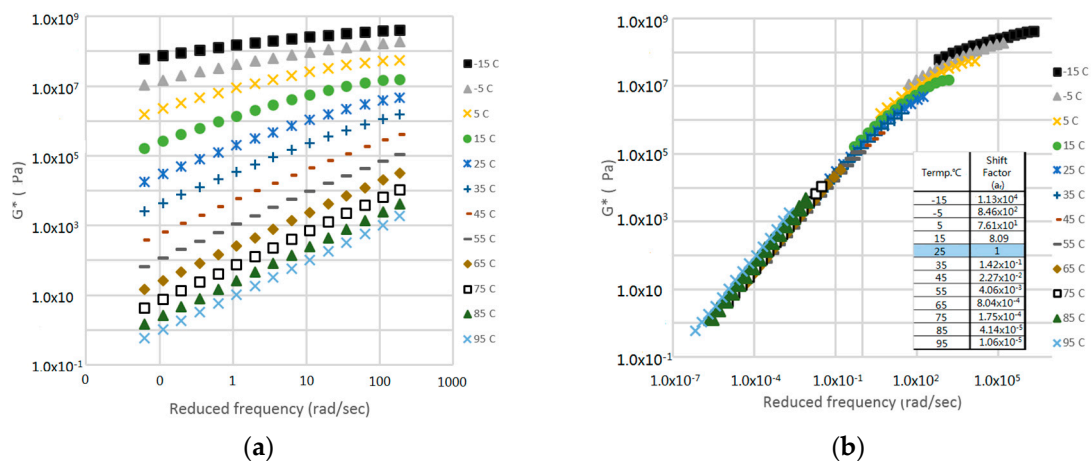 1.0x10⁹
1.0x10⁷
1.0x10⁵
1.0x10³
1.0x10
1.0x10⁻¹
G* ( Pa)
0 0 1 10 100 1000
Reduced frequency (rad/sec)
-15 C
-5 C
5 C
15 C
25 C
35 C
45 C
55 C
65 C
75 C
85 C
95 C
(a)
1.0x10⁹
1.0x10⁷
1.0x10⁵
1.0x10³
1.0x10
1.0x10⁻¹
G* ( Pa)
1.0x10⁻⁷ 1.0x10⁻⁴ 1.0x10⁻¹ 1.0x10² 1.0x10⁵
Reduced frequency (rad/sec)
Termp.℃ Shift Factor (aₜ)
-15 1.13x10⁴
-5 8.46x10²
5 7.61x10¹
15 8.09
25 1
35 1.42x10⁻¹
45 2.27x10⁻²
55 4.06x10⁻³
65 8.04x10⁻⁴
75 1.75x10⁻⁴
85 4.14x10⁻⁵
95 1.06x10⁻⁵
-15 C
-5 C
5 C
15 C
25 C
35 C
45 C
55 C
65 C
75 C
85 C
95 C
(b)